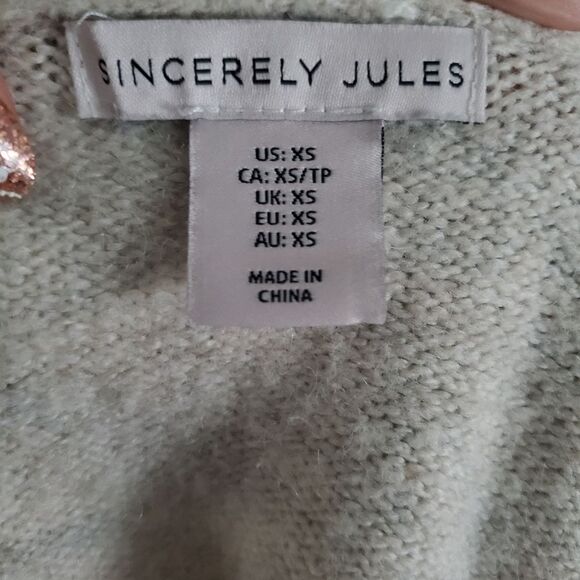 SINCERELY JULES
US: XS
CA: XS/TP
UK: XS
EU: XS
AU: XS
MADE IN
CHINA